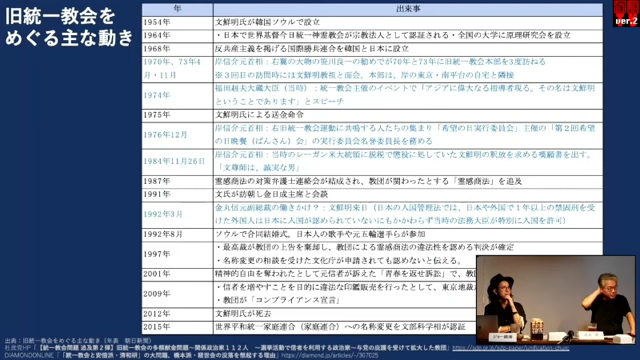 旧統一教会を
めぐる主な動き
ver.2
年 出来事
1954年 文鮮明氏が韓国ソウルで設立
1964年 ・日本で世界基督教統一神霊教会が宗教法人として認証される・全国の大学に原理研究会を設立
1968年 反共産主義を掲げる国際勝共連合を韓国と日本に設立
1970年、73年4月・11月 岸信介元首相：右翼の大物の笹川良一の勧めでが70年と73年に旧統一教会本部を3度訪ねる
※３回目の訪問時には文鮮明教祖と面会。本部は、岸の東京・南平台の自宅と隣接
1974年 福田赳夫大蔵大臣（当時）：統一教会主催のイベントで「アジアに偉大なる指導者現る。その名は文鮮明
ということであります」とスピーチ
1975年 文鮮明氏による送金命令
1976年12月 岸信介元首相：右旧統一教会運動に共鳴する人たちの集まり「希望の日実行委員会」主催の「第２回希望
の日晩餐（ばんさん）会」の実行委員会名誉委員長を務める
1984年11月26日 岸信介元首相：当時のレーガン米大統領に脱税で懲役に処していた文鮮明の釈放を求める嘆願書を出す。
「文尊師は、誠実な男」
1987年 霊感商法の対策弁護士連絡会が結成され、教団が関わったとする「霊感商法」を追及
1991年 文氏が訪朝し金日成主席と会談
1992年3月 金丸信元副総裁の働きかけ？：文鮮明来日（日本の入国管理法では、日本や外国で１年以上の禁固刑を受
けた外国人は日本に入国が認められていないにもかかわらず当時の法務大臣が特別に入国を許可）
1992年8月 ソウルで合同結婚式。日本人の歌手や元五輪選手らが参加
1997年 ・最高裁が教団の上告を棄却し、教団による霊感商法の違法性を認める判決が確定
・名称変更の相談を受けた文化庁が申請されても認めないと伝える。
2001年 精神的自由を奪われたとして元信者が訴えた「青春を返せ訴訟」で、教
2009年 ・信者を増やすことを目的に違法な印鑑販売を行ったとして、東京地裁
・教団が「コンプライアンス宣言」
2012年 文鮮明氏が死去
2015年 世界平和統一家庭連合（家庭連合）への名称変更を文部科学省が認証
出典：旧統一教会をめぐる主な動き（年表 朝日新聞）